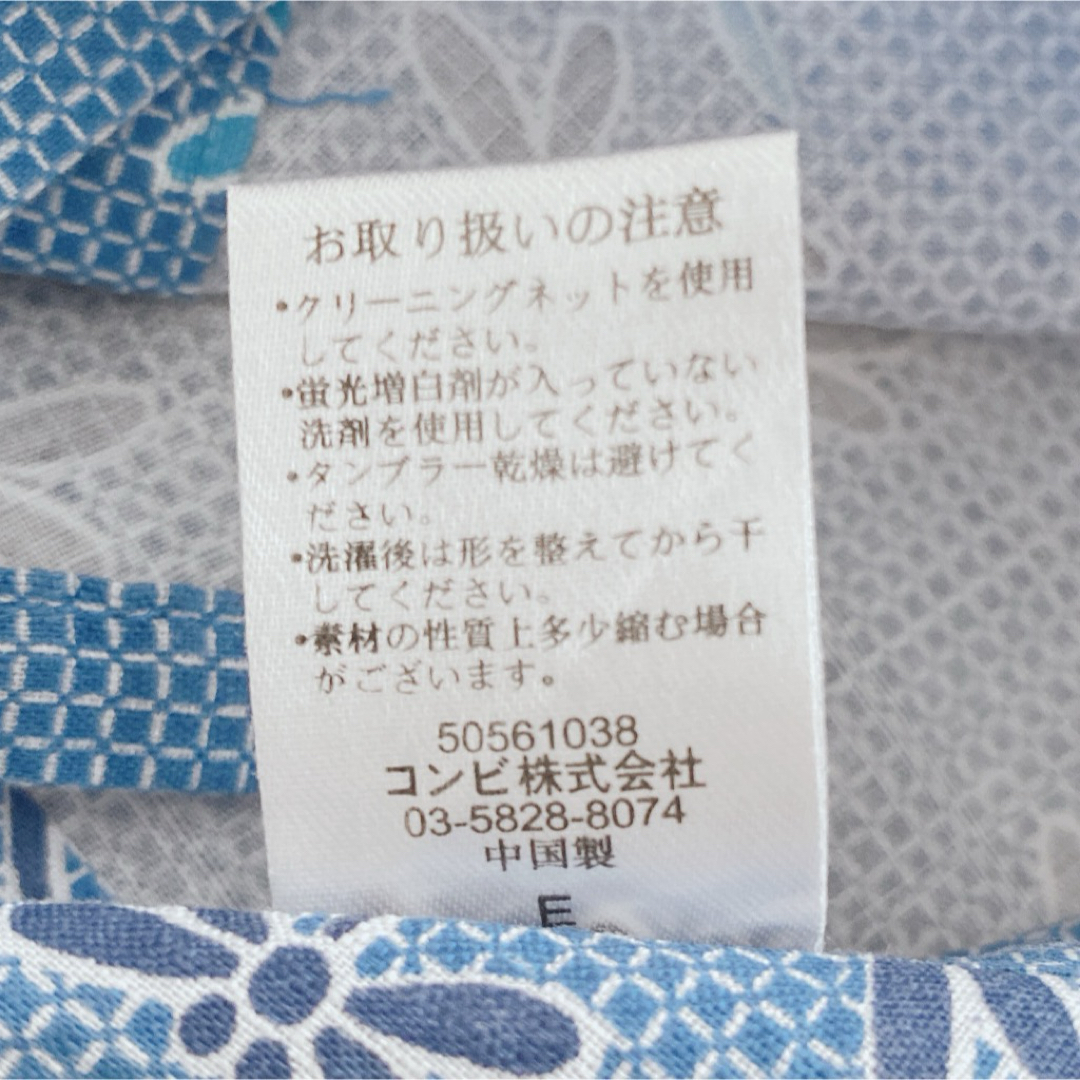 お取り扱いの注意
•クリーニングネットを使用
してください。
•蛍光増白剤が入っていない
洗剤を使用してください。
•タンブラー乾燥は避けてく
ださい。
•洗濯後は形を整えてから干
してください。
•素材の性質上多少縮む場合
がございます。
50561038
コンビ株式会社
03-5828-8074
中国製
E